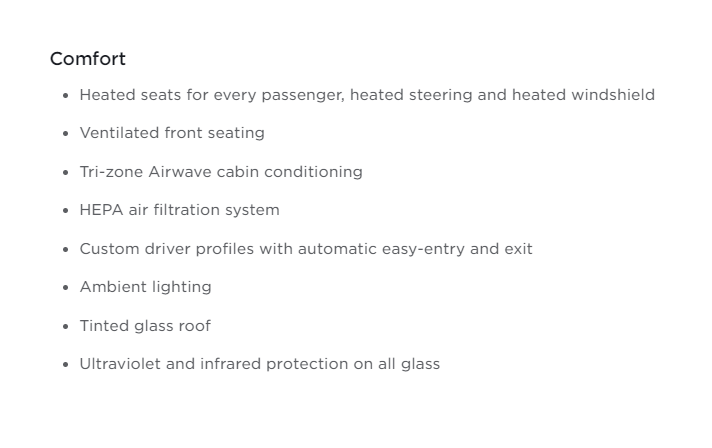 Comfort
• Heated seats for every passenger, heated steering and heated windshield
• Ventilated front seating
• Tri-zone Airwave cabin conditioning
• HEPA air filtration system
• Custom driver profiles with automatic easy-entry and exit
• Ambient lighting
• Tinted glass roof
• Ultraviolet and infrared protection on all glass